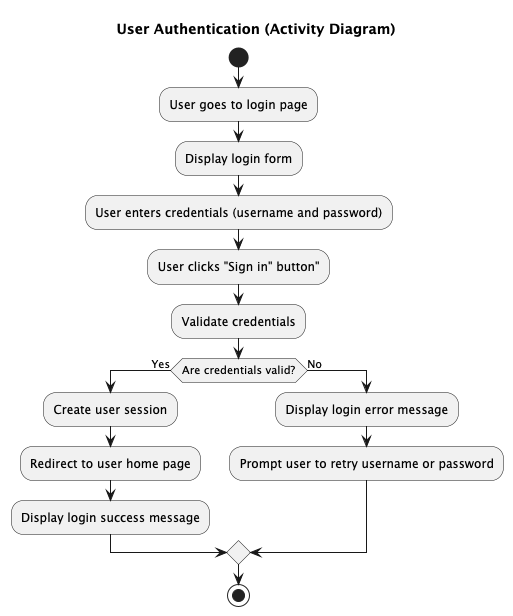 User Authentication (Activity Diagram)
User goes to login page
Display login form
User enters credentials (username and password)
User clicks "Sign in" button"
Validate credentials
Are credentials valid?
Yes
No
Create user session
Redirect to user home page
Display login success message
Display login error message
Prompt user to retry username or password